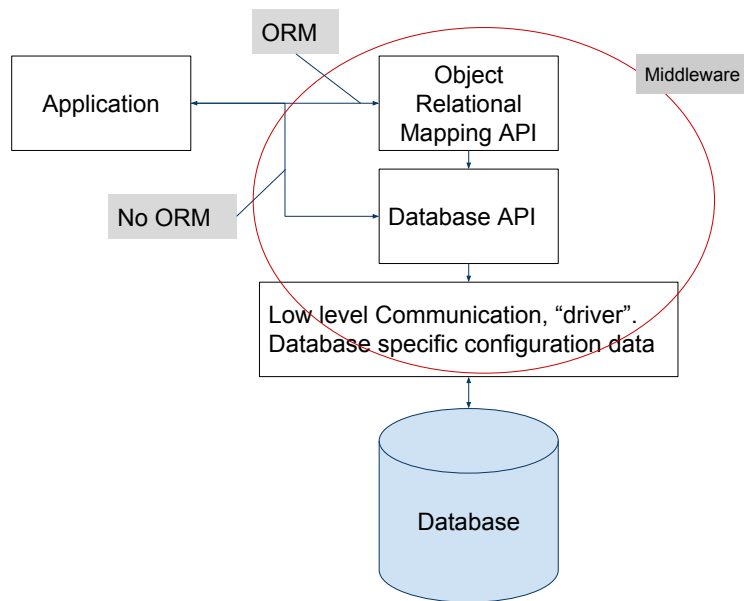 ORM
Application
Object
Relational
Mapping API
Middleware
No ORM
Database API
Low level Communication, “driver”.
Database specific configuration data
Database